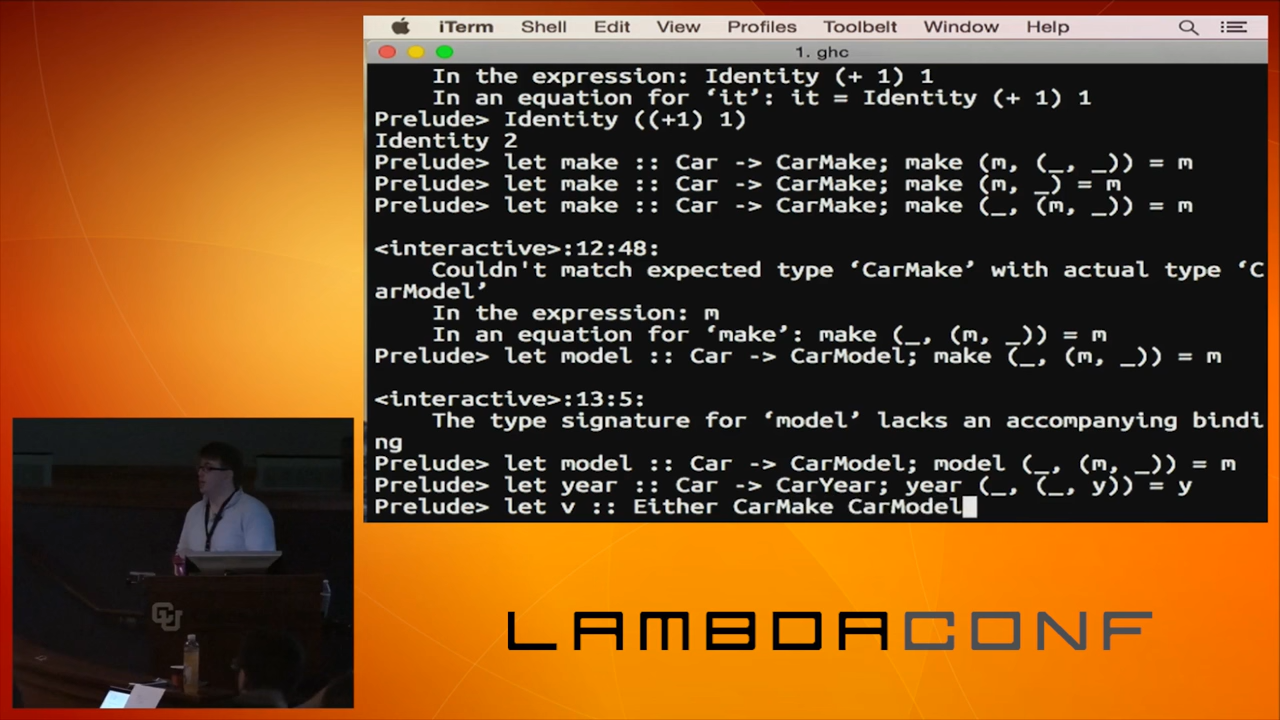 iTerm Shell Edit View Profiles Toolbelt Window Help
1. ghc
In the expression: Identity (+ 1) 1
In an equation for ‘it’: it = Identity (+ 1) 1
Prelude> Identity ((+1) 1)
Identity 2
Prelude> let make :: Car -> CarMake; make (m, (_, _)) = m
Prelude> let make :: Car -> CarMake; make (m, _) = m
Prelude> let make :: Car -> CarMake; make (_, (m, _)) = m
<interactive>:12:48:
Couldn't match expected type ‘CarMake’ with actual type ‘C
arModel’
In the expression: m
In an equation for ‘make’: make (_, (m, _)) = m
Prelude> let model :: Car -> CarModel; make (_, (m, _)) = m
<interactive>:13:5:
The type signature for ‘model’ lacks an accompanying bindi
ng
Prelude> let model :: Car -> CarModel; model (_, (m, _)) = m
Prelude> let year :: Car -> CarYear; year (_, (_, y)) = y
Prelude> let v :: Either CarMake CarModel
CU
LAMBDACONF